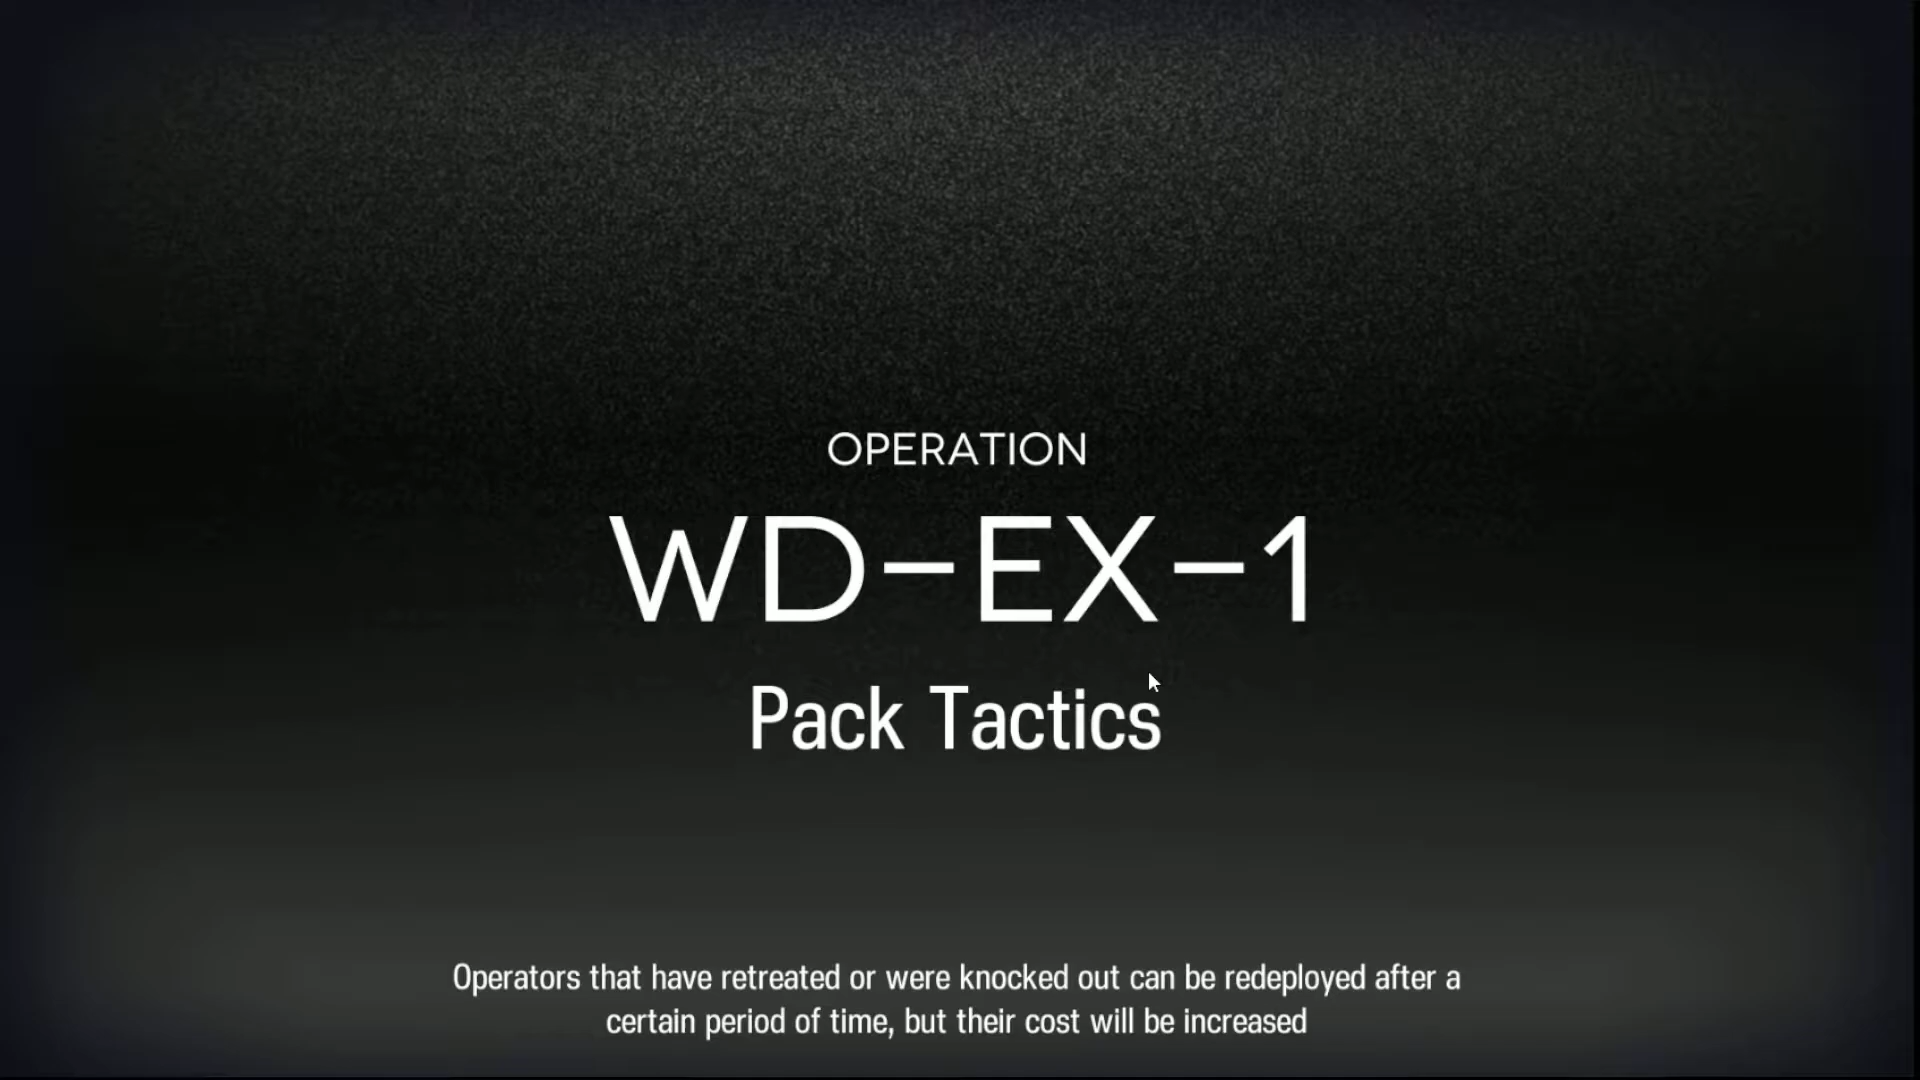 OPERATION
WD-EX-1
Pack Tactics
Operators that have retreated or were knocked out can be redeployed after a
certain period of time, but their cost will be increased